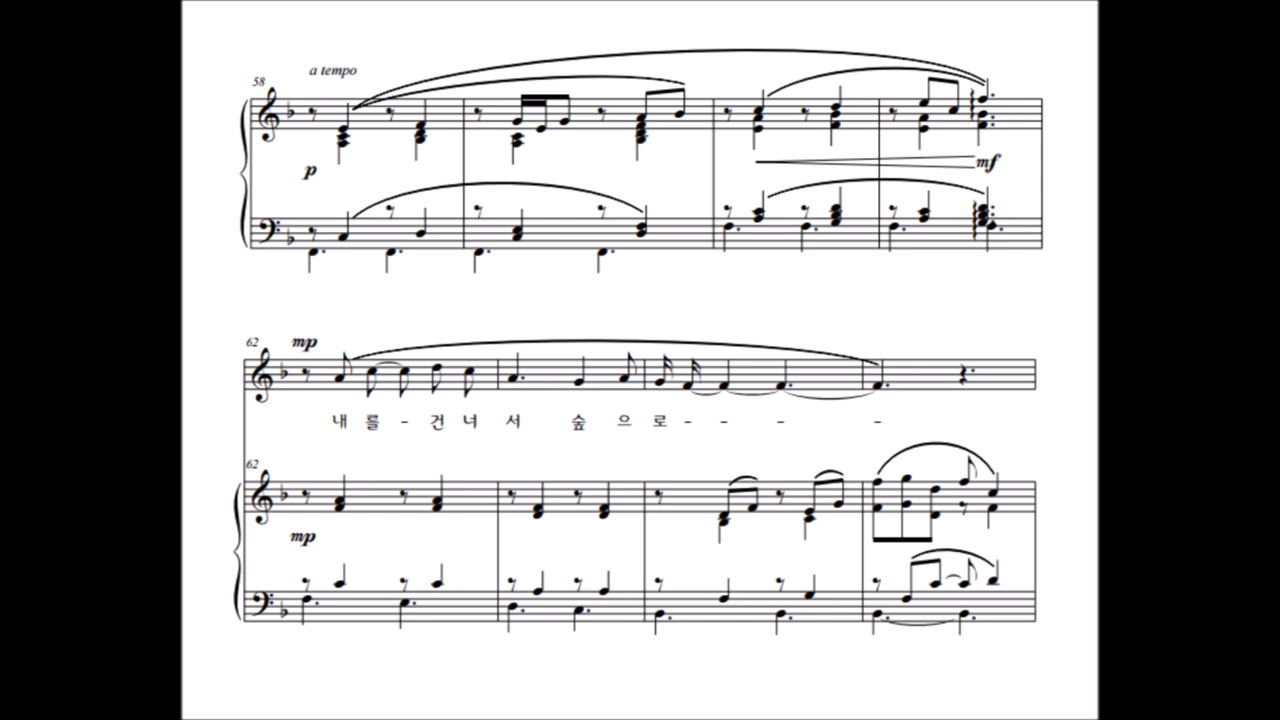 58
a tempo
p
mf
62
mp
내 를 - 건 너 서 숲 으 로 - - - -
62
mp